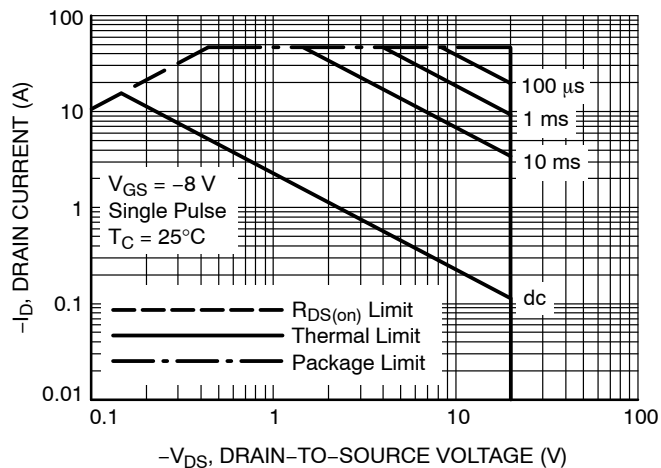 100
10
1
0.1
0.01
-I_D, DRAIN CURRENT (A)
V_GS = −8 V
Single Pulse
T_C = 25°C
R_DS(on) Limit
Thermal Limit
Package Limit
100 μs
1 ms
10 ms
dc
0.1
1
10
100
-V_DS, DRAIN−TO−SOURCE VOLTAGE (V)